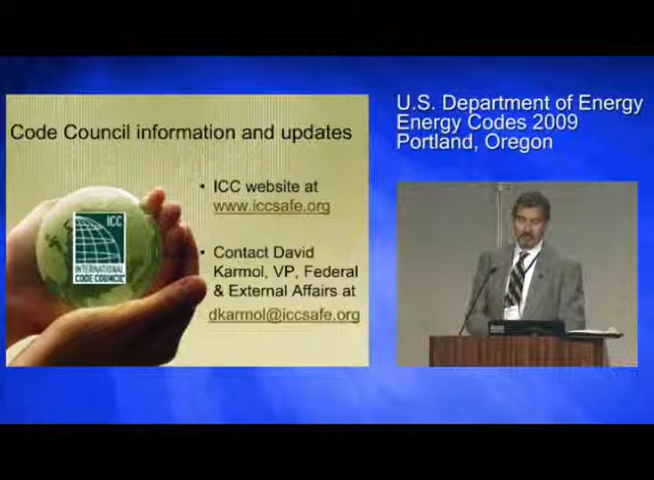 Code Council information and updates
• ICC website at
www.iccsafe.org
• Contact David
Karmol, VP, Federal
& External Affairs at
dkarmol@iccsafe.org
ICC
INTERNATIONAL
CODE COUNCIL
U.S. Department of Energy
Energy Codes 2009
Portland, Oregon